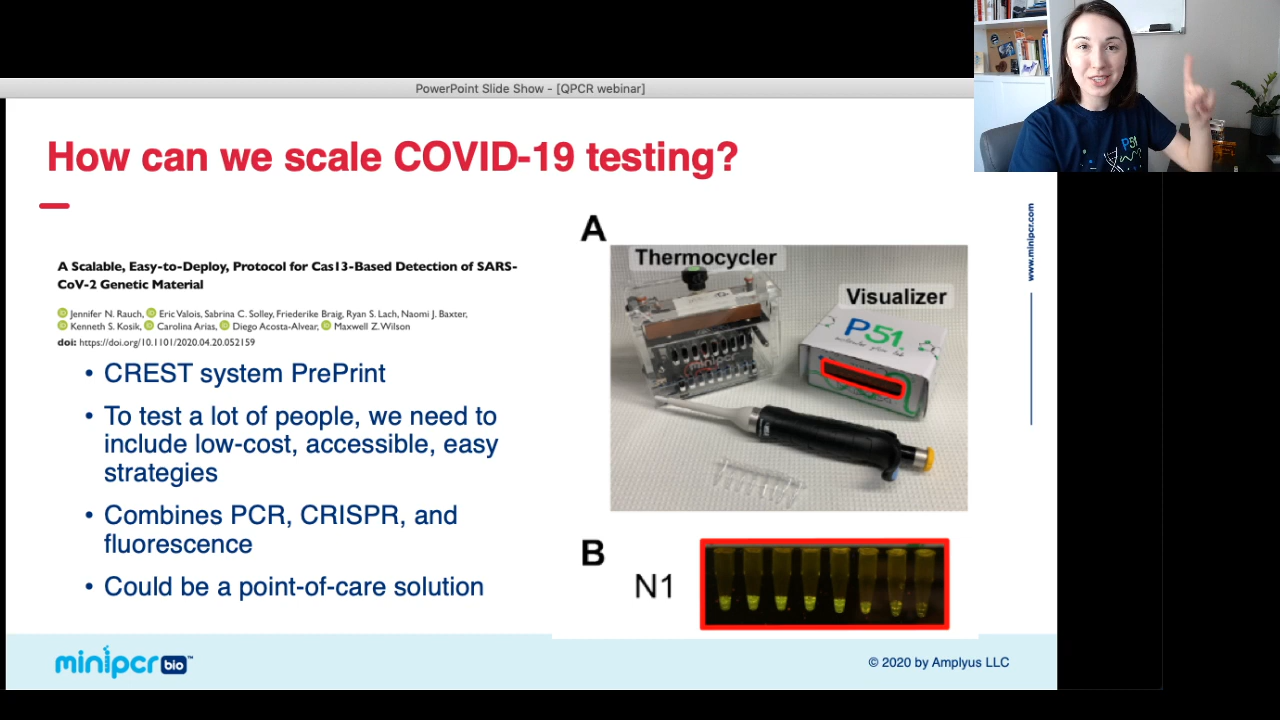 PowerPoint Slide Show - [QPCR webinar]
How can we scale COVID-19 testing?
A Scalable, Easy-to-Deploy, Protocol for Cas13-Based Detection of SARS-
CoV-2 Genetic Material
Jennifer N. Rauch, Eric Valois, Sabrina C. Solley, Friederike Braig, Ryan S. Lach, Naomi J. Baxter,
Kenneth S. Kosik, Carolina Arias, Diego Acosta-Alvear, Maxwell Z. Wilson
doi: https://doi.org/10.1101/2020.04.20.052159
• CREST system PrePrint
• To test a lot of people, we need to
include low-cost, accessible, easy
strategies
• Combines PCR, CRISPR, and
fluorescence
• Could be a point-of-care solution
A
Thermocycler
Visualizer
P51
minipcr
B
N1
www.minipcr.com
P51
minipcr bio™
© 2020 by Amplyus LLC